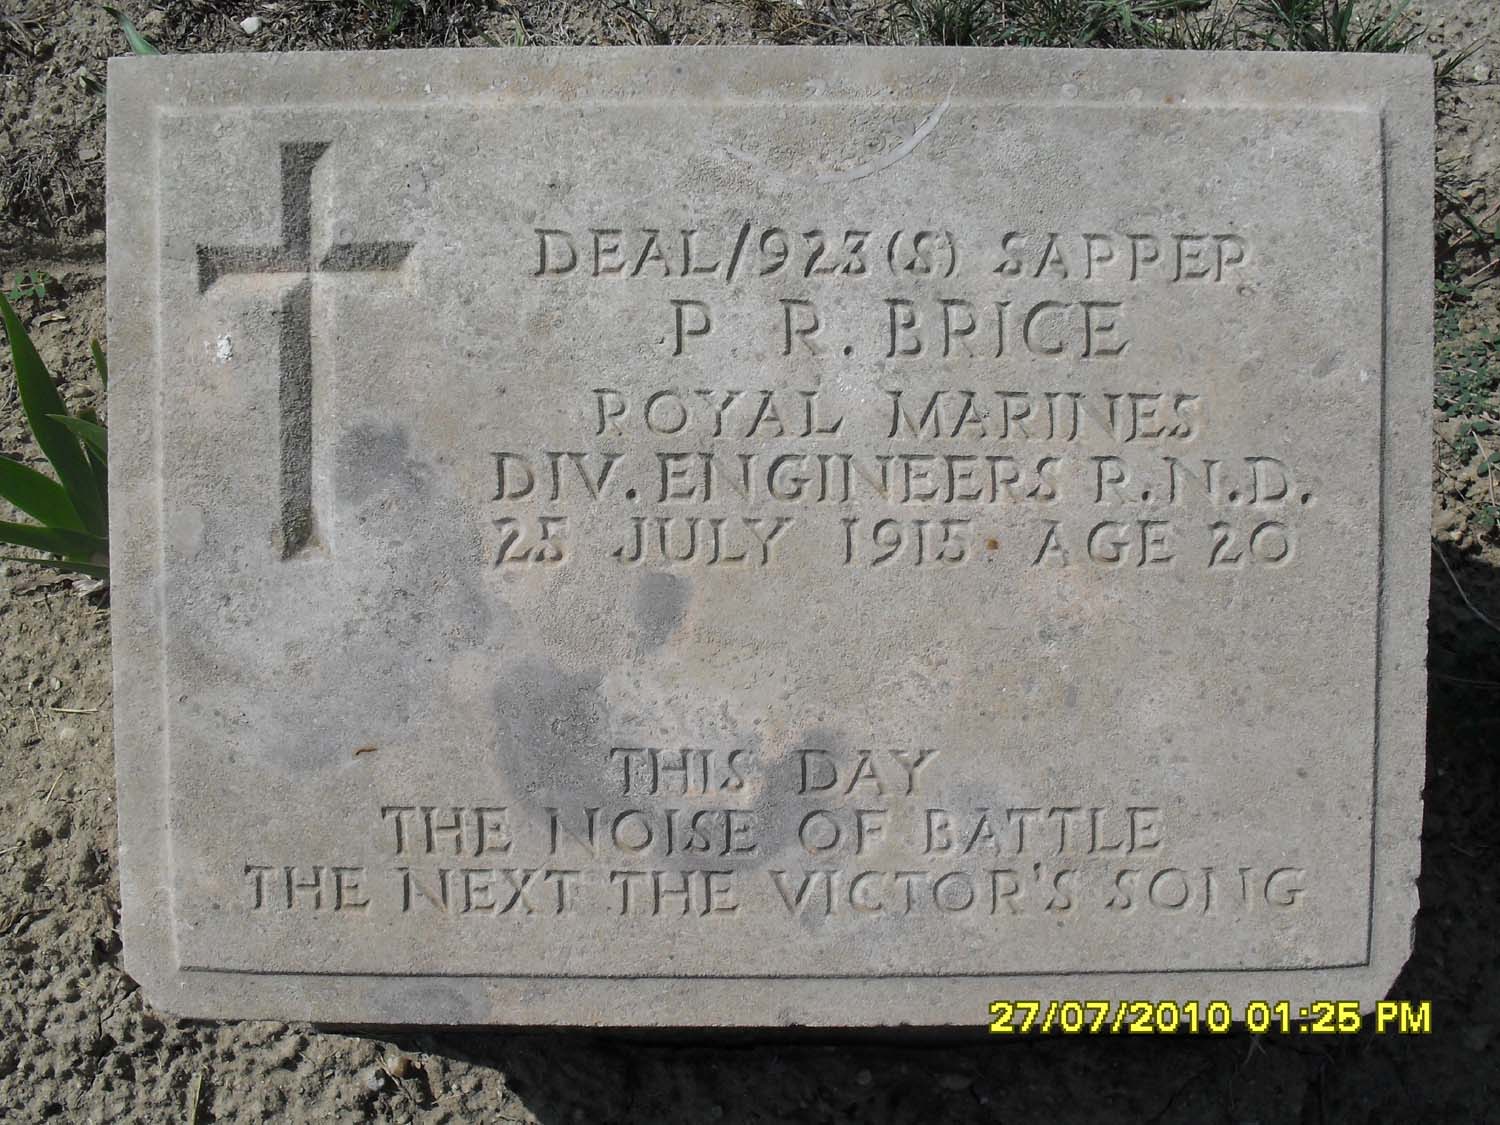 DEAL/923(S) SAPPER
P. R. BRICE
ROYAL MARINES
DIV. ENGINEERS R.N.D.
25 JULY 1915 AGE 20
THIS DAY
THE NOISE OF BATTLE
THE NEXT THE VICTOR'S SONG
27/07/2010 01:25 PM